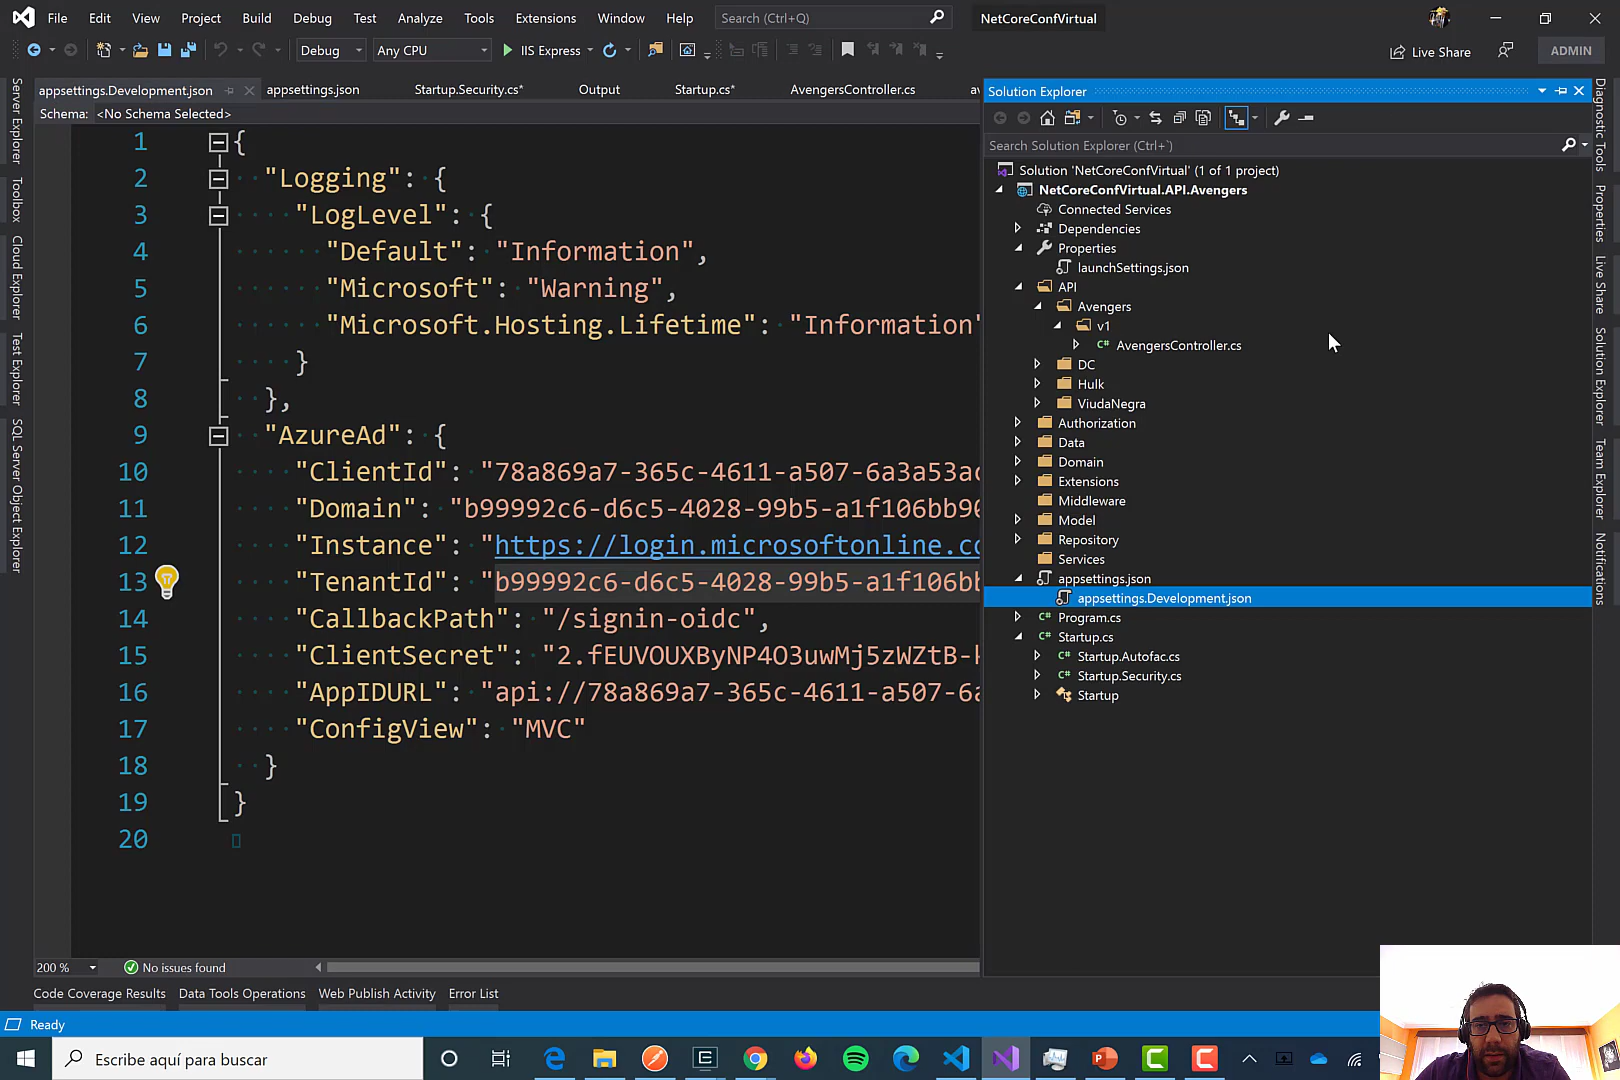 File Edit View Project Build Debug Test Analyze Tools Extensions Window Help Search (Ctrl+Q) NetCoreConfVirtual
Debug Any CPU IIS Express Live Share ADMIN
appsettings.Development.json appsettings.json Startup.Security.cs* Output Startup.cs* AvengersController.cs
Schema: <No Schema Selected>
1 {
2 "Logging": {
3 "LogLevel": {
4 "Default": "Information",
5 "Microsoft": "Warning",
6 "Microsoft.Hosting.Lifetime": "Information"
7 }
8 },
9 "AzureAd": {
10 "ClientId": "78a869a7-365c-4611-a507-6a3a53a
11 "Domain": "b99992c6-d6c5-4028-99b5-a1f106bb9
12 "Instance": "https://login.microsoftonline.c
13 "TenantId": "b99992c6-d6c5-4028-99b5-a1f106b
14 "CallbackPath": "/signin-oidc",
15 "ClientSecret": "2.fEUVOUXByNP4O3uwMj5zWZtB-
16 "AppIDURL": "api://78a869a7-365c-4611-a507-6a
17 "ConfigView": "MVC"
18 }
19 }
20
200 % No issues found
Code Coverage Results Data Tools Operations Web Publish Activity Error List
Ready
Server Explorer
Toolbox
Cloud Explorer
Test Explorer
SQL Server Object Explorer
Solution Explorer
Search Solution Explorer (Ctrl+`)
Solution 'NetCoreConfVirtual' (1 of 1 project)
NetCoreConfVirtual.API.Avengers
Connected Services
Dependencies
Properties
launchSettings.json
API
Avengers
v1
C# AvengersController.cs
DC
Hulk
ViudaNegra
Authorization
Data
Domain
Extensions
Middleware
Model
Repository
Services
appsettings.json
appsettings.Development.json
C# Program.cs
C# Startup.cs
C# Startup.Autofac.cs
C# Startup.Security.cs
Startup
Diagnostic Tools
Properties
Live Share
Solution Explorer
Team Explorer
Notifications
Escribe aquí para buscar